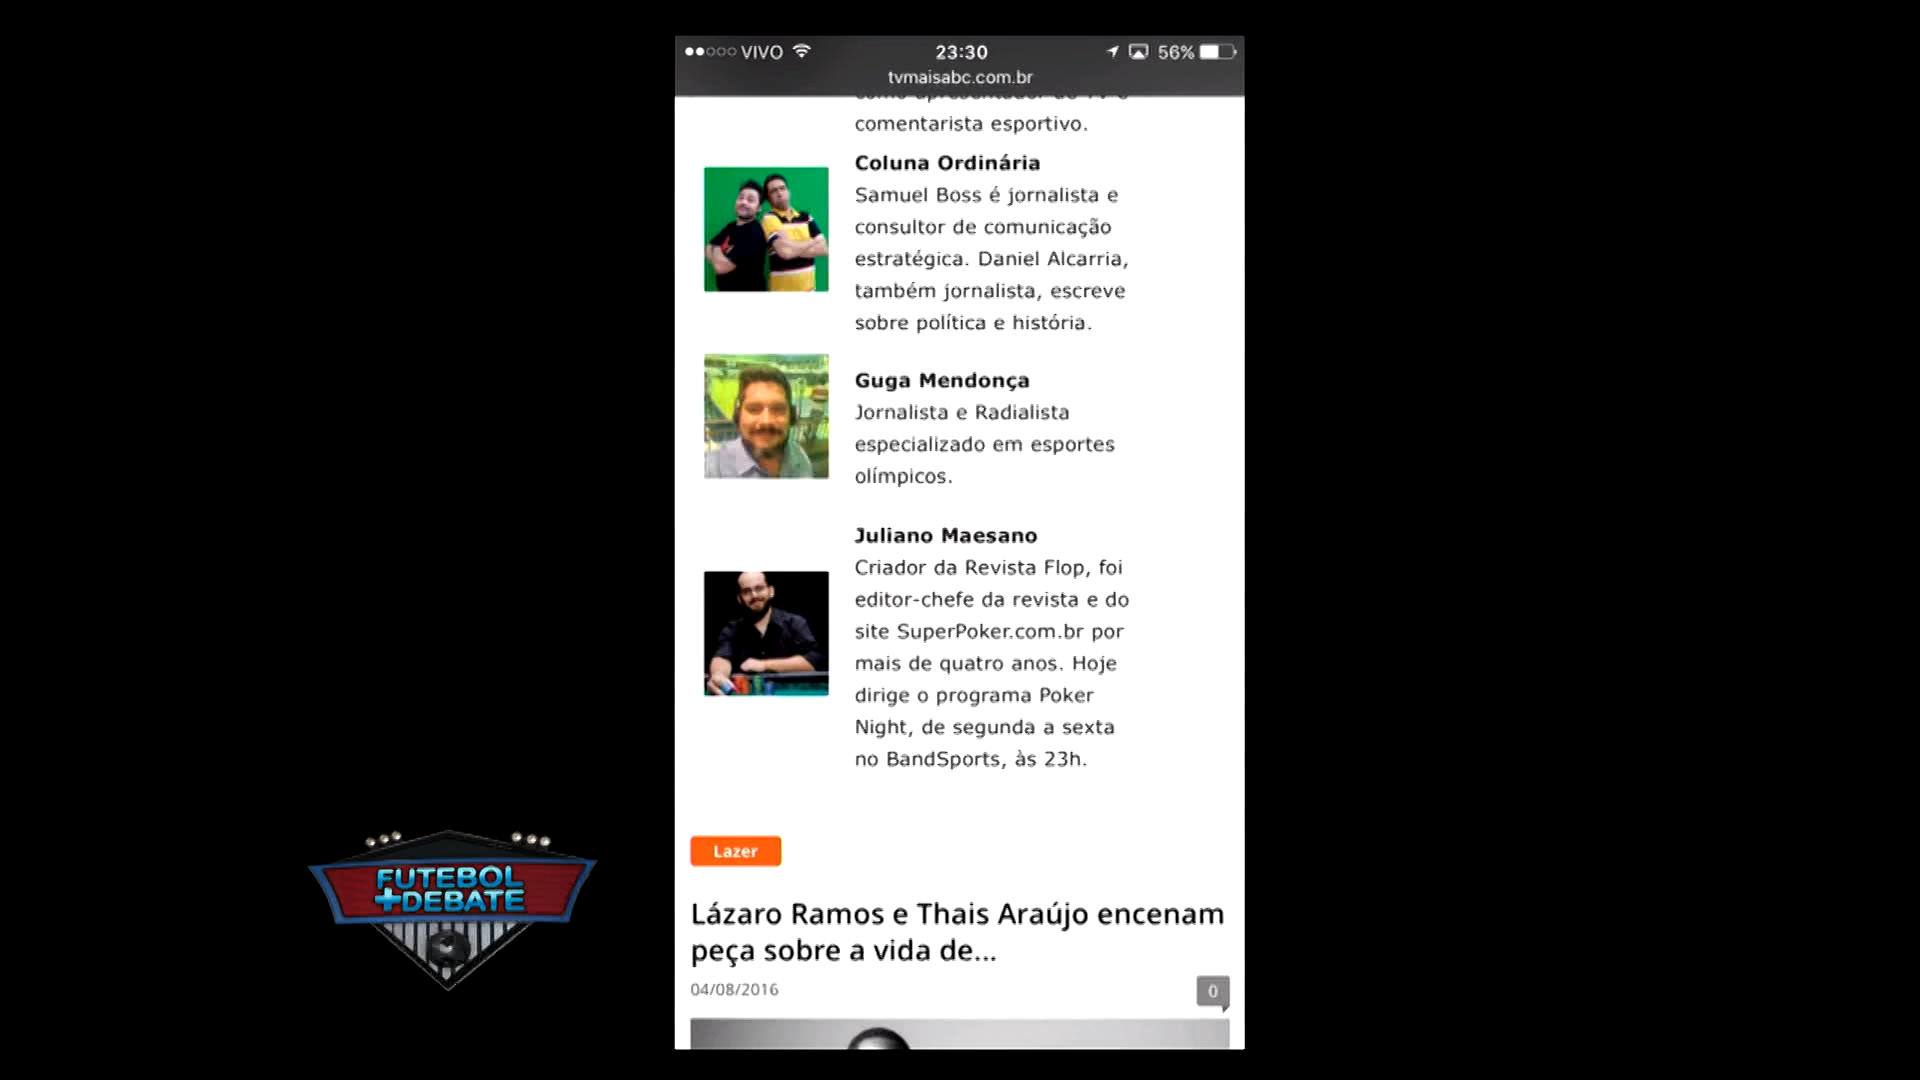 VIVO 23:30 56%
tvmaisabc.com.br
como apresentador de TV e
comentarista esportivo.
Coluna Ordinária
Samuel Boss é jornalista e
consultor de comunicação
estratégica. Daniel Alcarria,
também jornalista, escreve
sobre política e história.
Guga Mendonça
Jornalista e Radialista
especializado em esportes
olímpicos.
Juliano Maesano
Criador da Revista Flop, foi
editor-chefe da revista e do
site SuperPoker.com.br por
mais de quatro anos. Hoje
dirige o programa Poker
Night, de segunda a sexta
no BandSports, às 23h.
Lazer
Lázaro Ramos e Thais Araújo encenam
peça sobre a vida de...
04/08/2016
0
FUTEBOL
+DEBATE